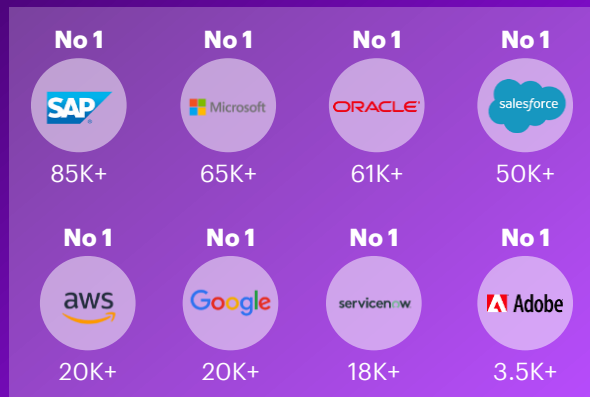 No 1 No 1 No 1 No 1
SAP Microsoft ORACLE salesforce
85K+ 65K+ 61K+ 50K+
No 1 No 1 No 1 No 1
aws Google servicenow Adobe
20K+ 20K+ 18K+ 3.5K+